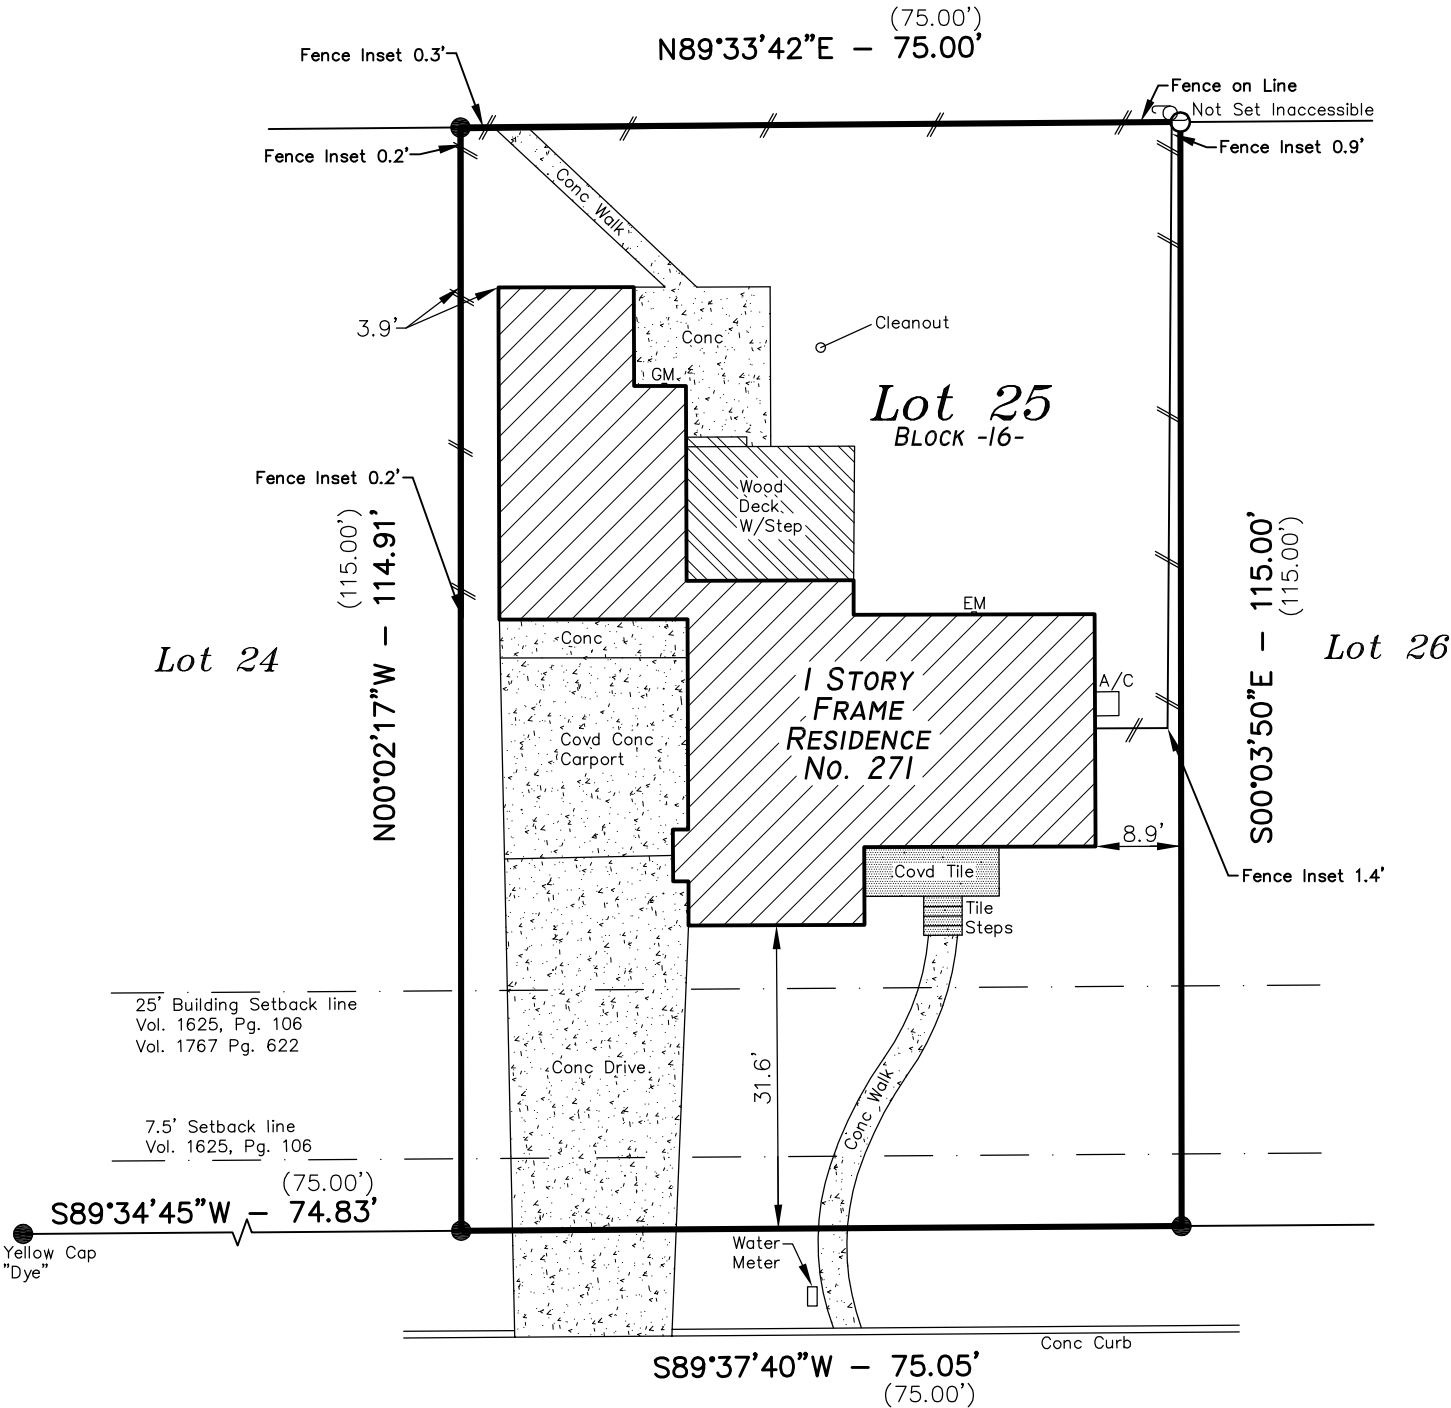 (75.00')
N89°33'42"E - 75.00'
Fence Inset 0.3'
Fence on Line
Not Set Inaccessible
Fence Inset 0.2'
Fence Inset 0.9'
Conc Walk
3.9'
Conc
Cleanout
GM
Lot 25
BLOCK -16-
Fence Inset 0.2'
Wood
Deck
W/Step
(115.00')
N00°02'17"W - 114.91'
S00°03'50"E - 115.00'
(115.00')
EM
Lot 24
Conc
Lot 26
1 STORY
FRAME
RESIDENCE
No. 271
A/C
Covd Conc
Carport
8.9'
Covd Tile
Fence Inset 1.4'
Tile
Steps
25' Building Setback line
Vol. 1625, Pg. 106
Vol. 1767 Pg. 622
Conc Drive
31.6'
Conc Walk
7.5' Setback line
Vol. 1625, Pg. 106
(75.00')
S89°34'45"W - 74.83'
Yellow Cap
"Dye"
Water
Meter
Conc Curb
S89°37'40"W - 75.05'
(75.00')